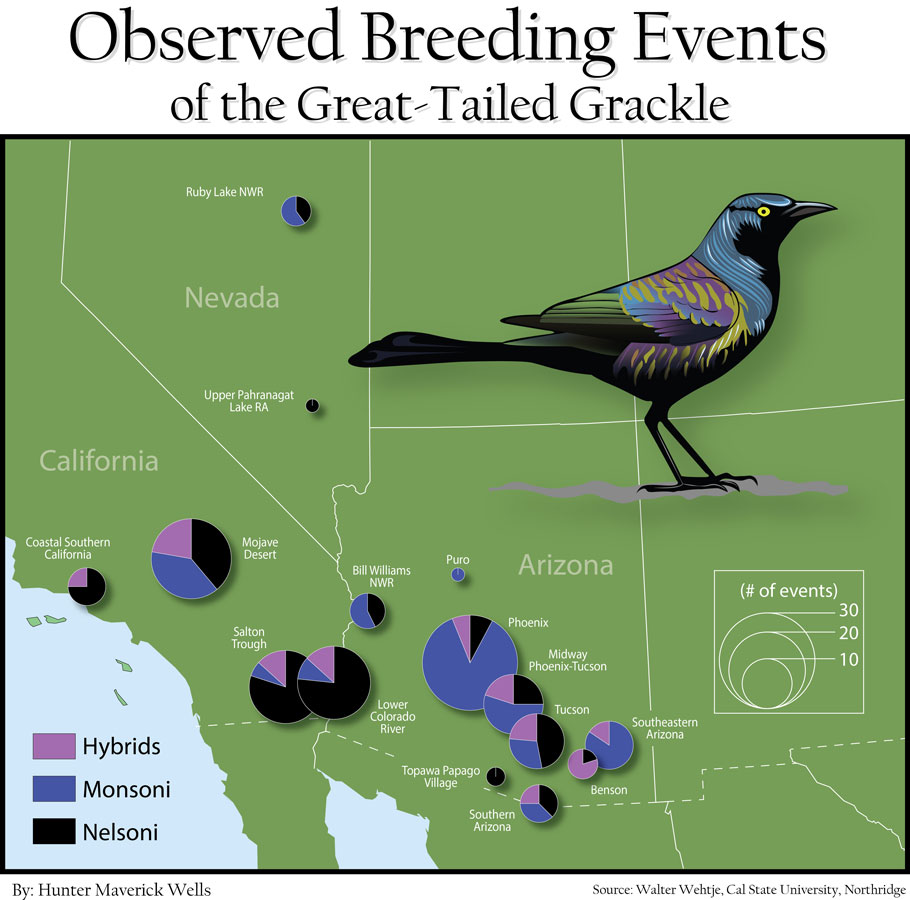 Observed Breeding Events
of the Great-Tailed Grackle
Ruby Lake NWR
Nevada
Upper Pahranagat
Lake RA
California
Coastal Southern
California
Mojave
Desert
Bill Williams
NWR
Puro
Arizona
(# of events)
30
20
10
Phoenix
Salton
Trough
Midway
Phoenix-Tucson
Lower
Colorado
River
Tucson
Southeastern
Arizona
Topawa Papago
Village
Benson
Southern
Arizona
Hybrids
Monsoni
Nelsoni
By: Hunter Maverick Wells
Source: Walter Wehtje, Cal State University, Northridge